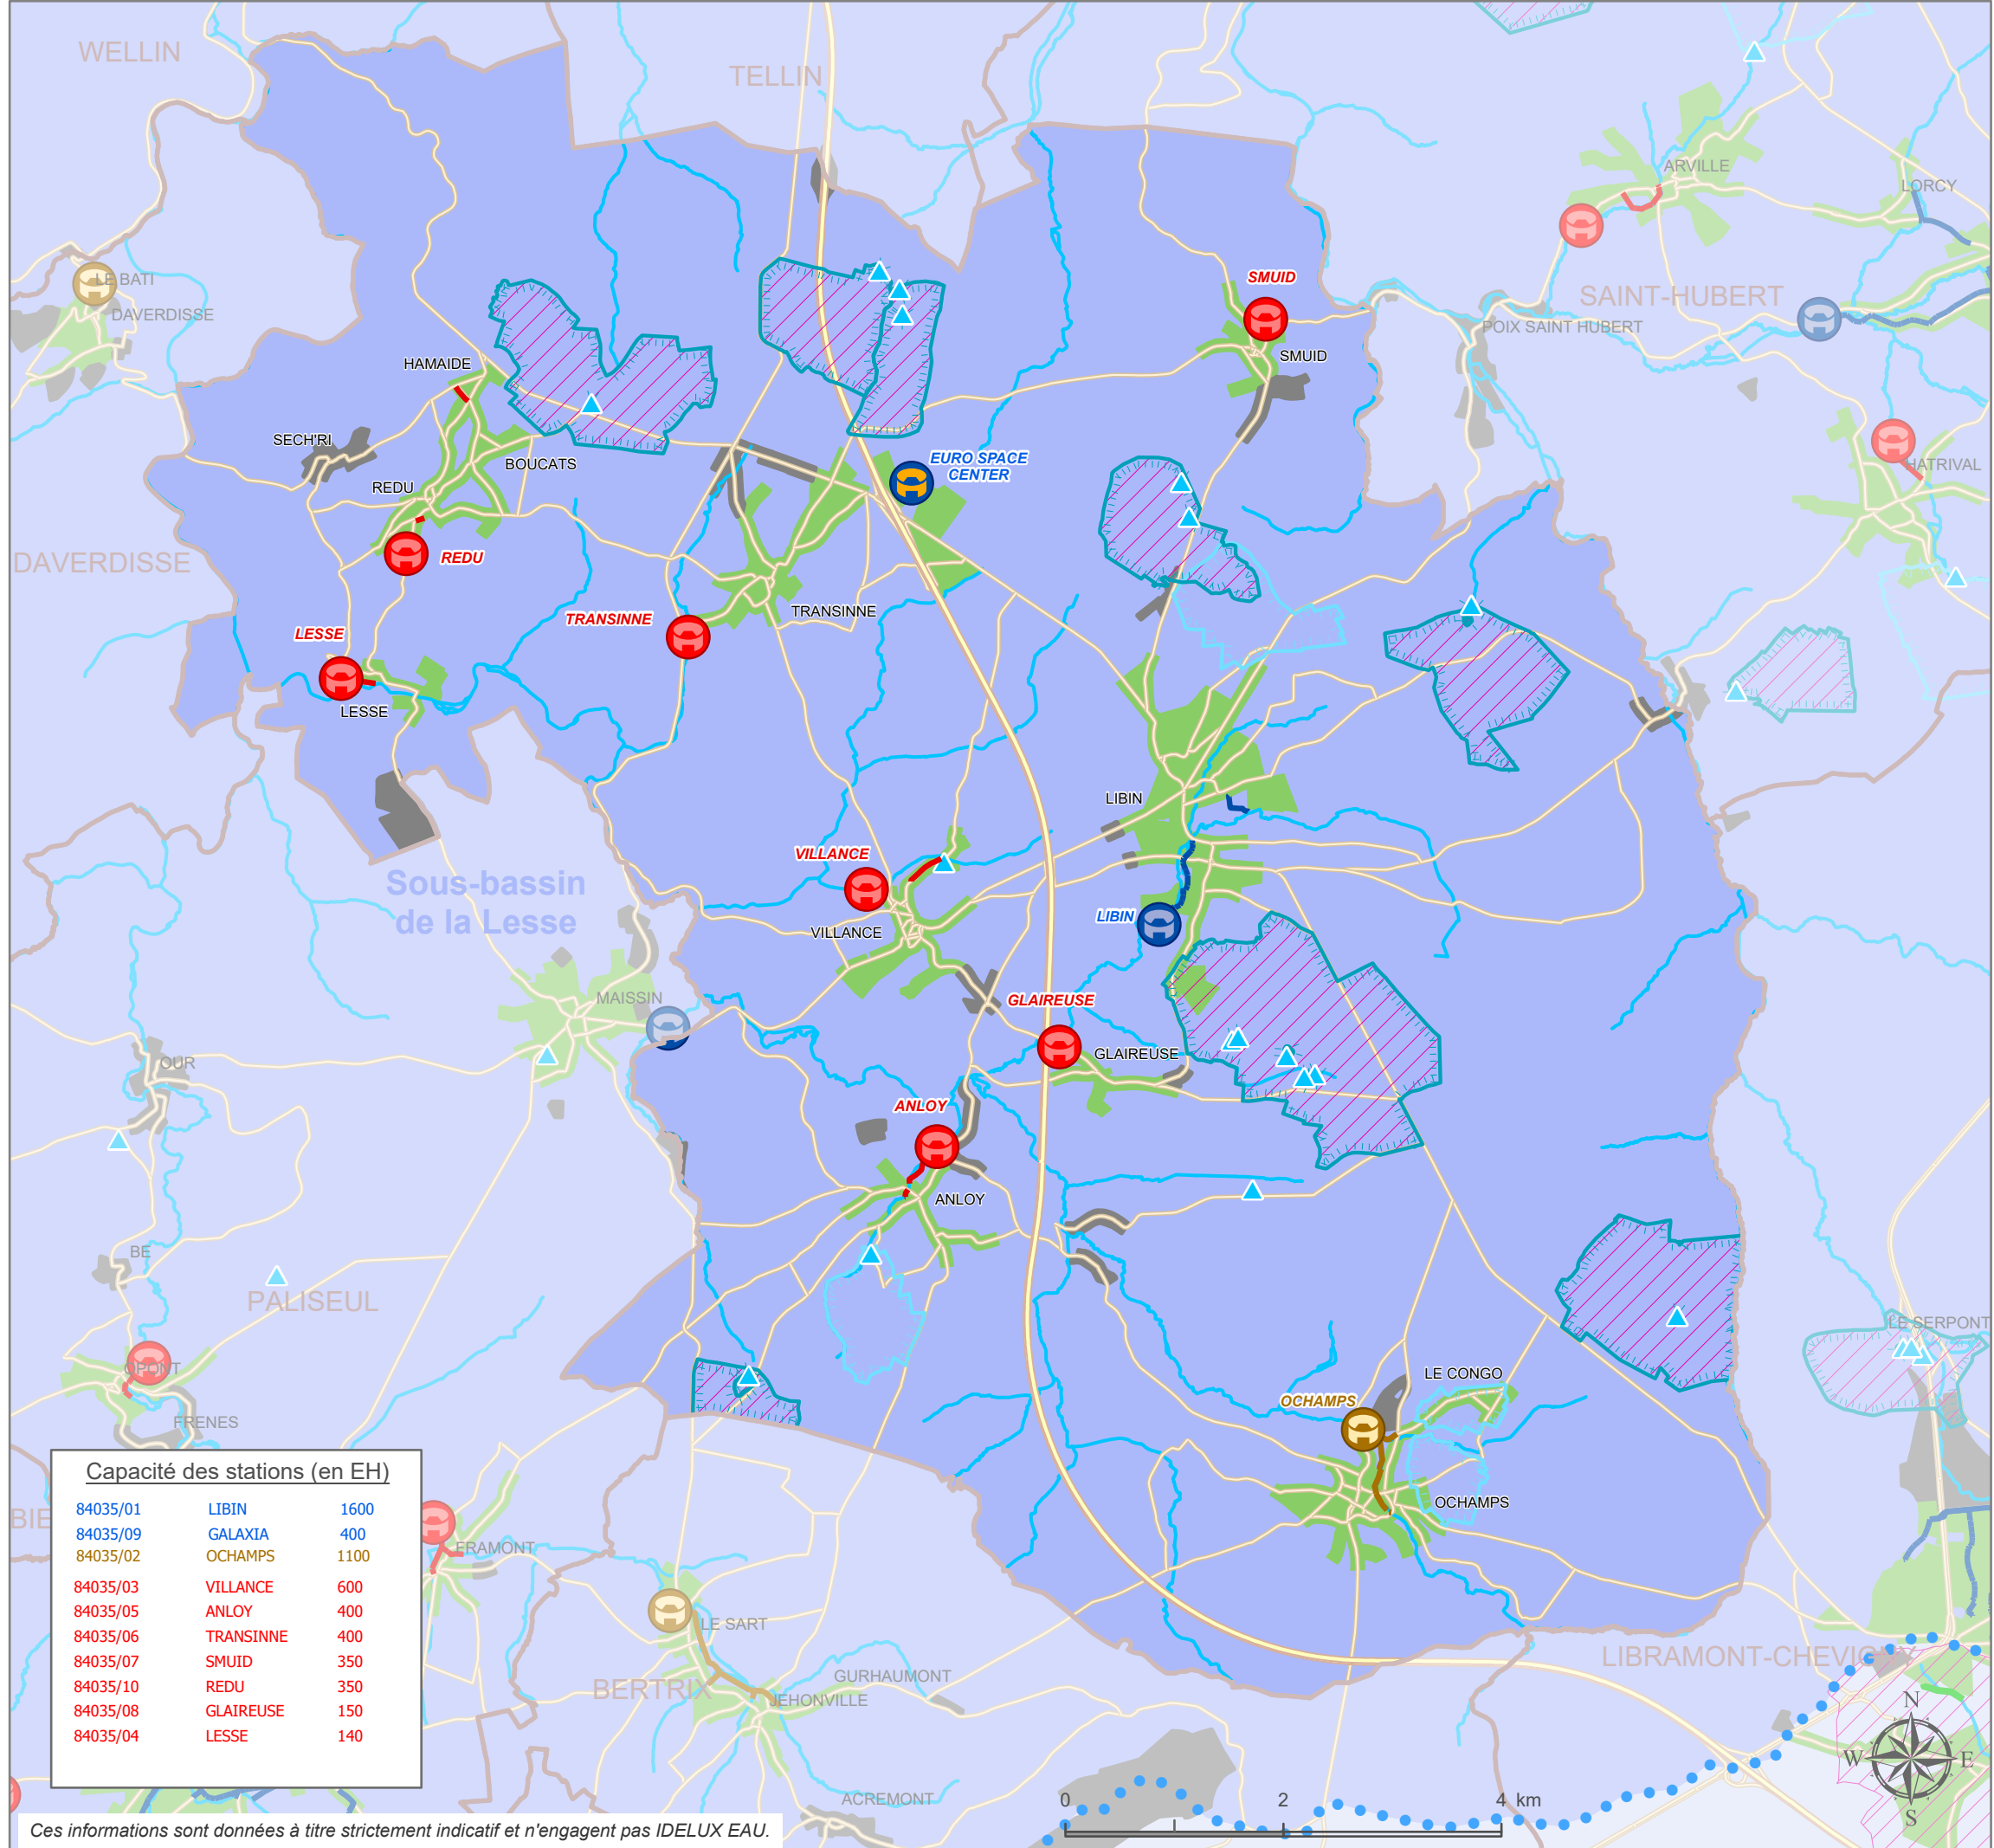 WELLIN
TELLIN
ARVILLE
LORCY
SMUID
LE BATI
SAINT-HUBERT
DAVERDISSE
POIX SAINT HUBERT
HAMAIDE
SMUID
SECH'RI
BOUCATS
EURO SPACE
CENTER
HATRIVAL
REDU
REDU
DAVERDISSE
TRANSINNE
TRANSINNE
LESSE
LESSE
LIBIN
VILLANCE
Sous-bassin
de la Lesse
LIBIN
VILLANCE
MAISSIN
GLAIREUSE
GLAIREUSE
OUR
ANLOY
ANLOY
BE
PALISEUL
LE SERPONT
OPONT
LE CONGO
OCHAMPS
FRENES
OCHAMPS
Capacité des stations (en EH)
84035/01 LIBIN 1600
84035/09 GALAXIA 400
84035/02 OCHAMPS 1100
84035/03 VILLANCE 600
84035/05 ANLOY 400
84035/06 TRANSINNE 400
84035/07 SMUID 350
84035/10 REDU 350
84035/08 GLAIREUSE 150
84035/04 LESSE 140
BIE
FRAMONT
LE SART
LIBRAMONT-CHEVIGNY
GURHAUMONT
BERTRIX
JEHONVILLE
N
W E
S
ACREMONT
0 2 4 km
Ces informations sont données à titre strictement indicatif et n'engagent pas IDELUX EAU.